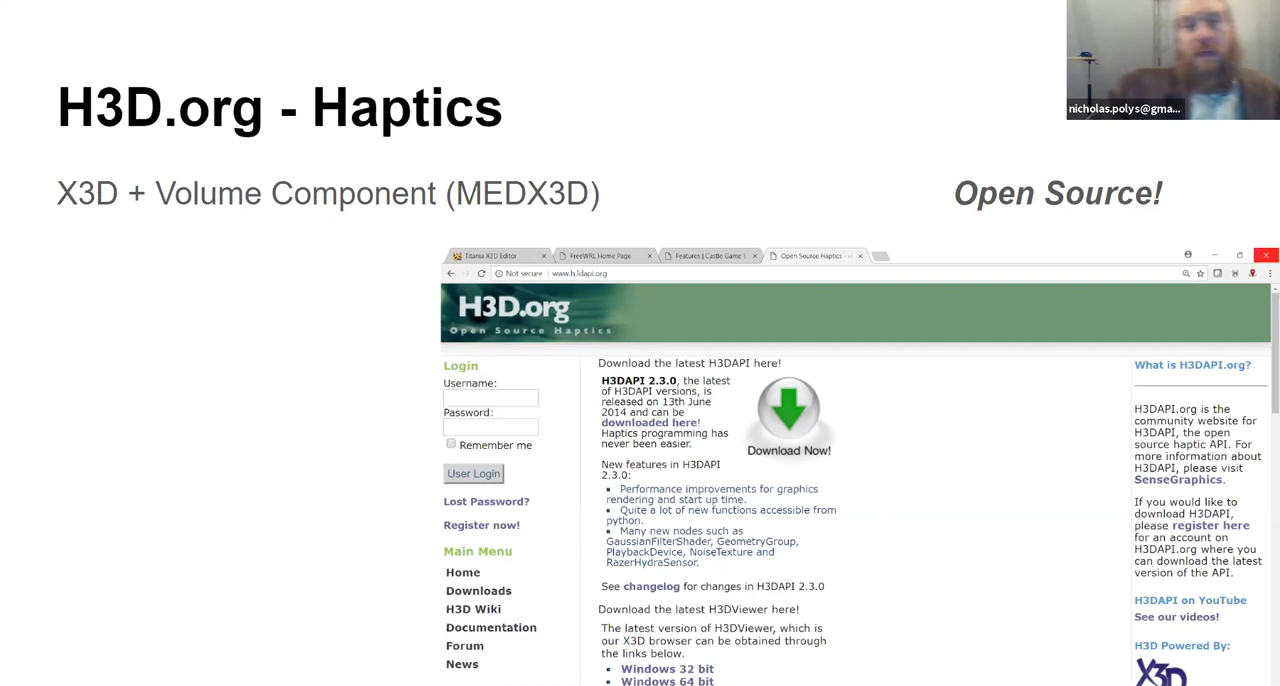 nicholas.polys@gma...
H3D.org - Haptics
X3D + Volume Component (MEDX3D)
Open Source!
Titania X3D Editor
FreeWRL Home Page
Features | Castle Game
Open Source Haptics -
Not secure
www.h3dapi.org
H3D.org
Open Source Haptics
Login
Username:
Password:
Remember me
User Login
Lost Password?
Register now!
Main Menu
Home
Downloads
H3D Wiki
Documentation
Forum
News
Download the latest H3DAPI here!
H3DAPI 2.3.0, the latest
of H3DAPI versions, is
released on 13th June
2014 and can be
downloaded here!
Haptics programming has
never been easier.
Download Now!
New features in H3DAPI
2.3.0:
Performance improvements for graphics
rendering and start up time.
Quite a lot of new functions accessible from
python.
Many new nodes such as
GaussianFilterShader, GeometryGroup,
PlaybackDevice, NoiseTexture and
RazerHydraSensor.
See changelog for changes in H3DAPI 2.3.0
Download the latest H3DViewer here!
The latest version of H3DViewer, which is
our X3D browser can be obtained through
the links below.
Windows 32 bit
Windows 64 bit
What is H3DAPI.org?
H3DAPI.org is the
community website for
H3DAPI, the open
source haptic API. For
more information about
H3DAPI, please visit
SenseGraphics.
If you would like to
download H3DAPI,
please register here
for an account on
H3DAPI.org where you
can download the latest
version of the API.
H3DAPI on YouTube
See our videos!
H3D Powered By:
X3D